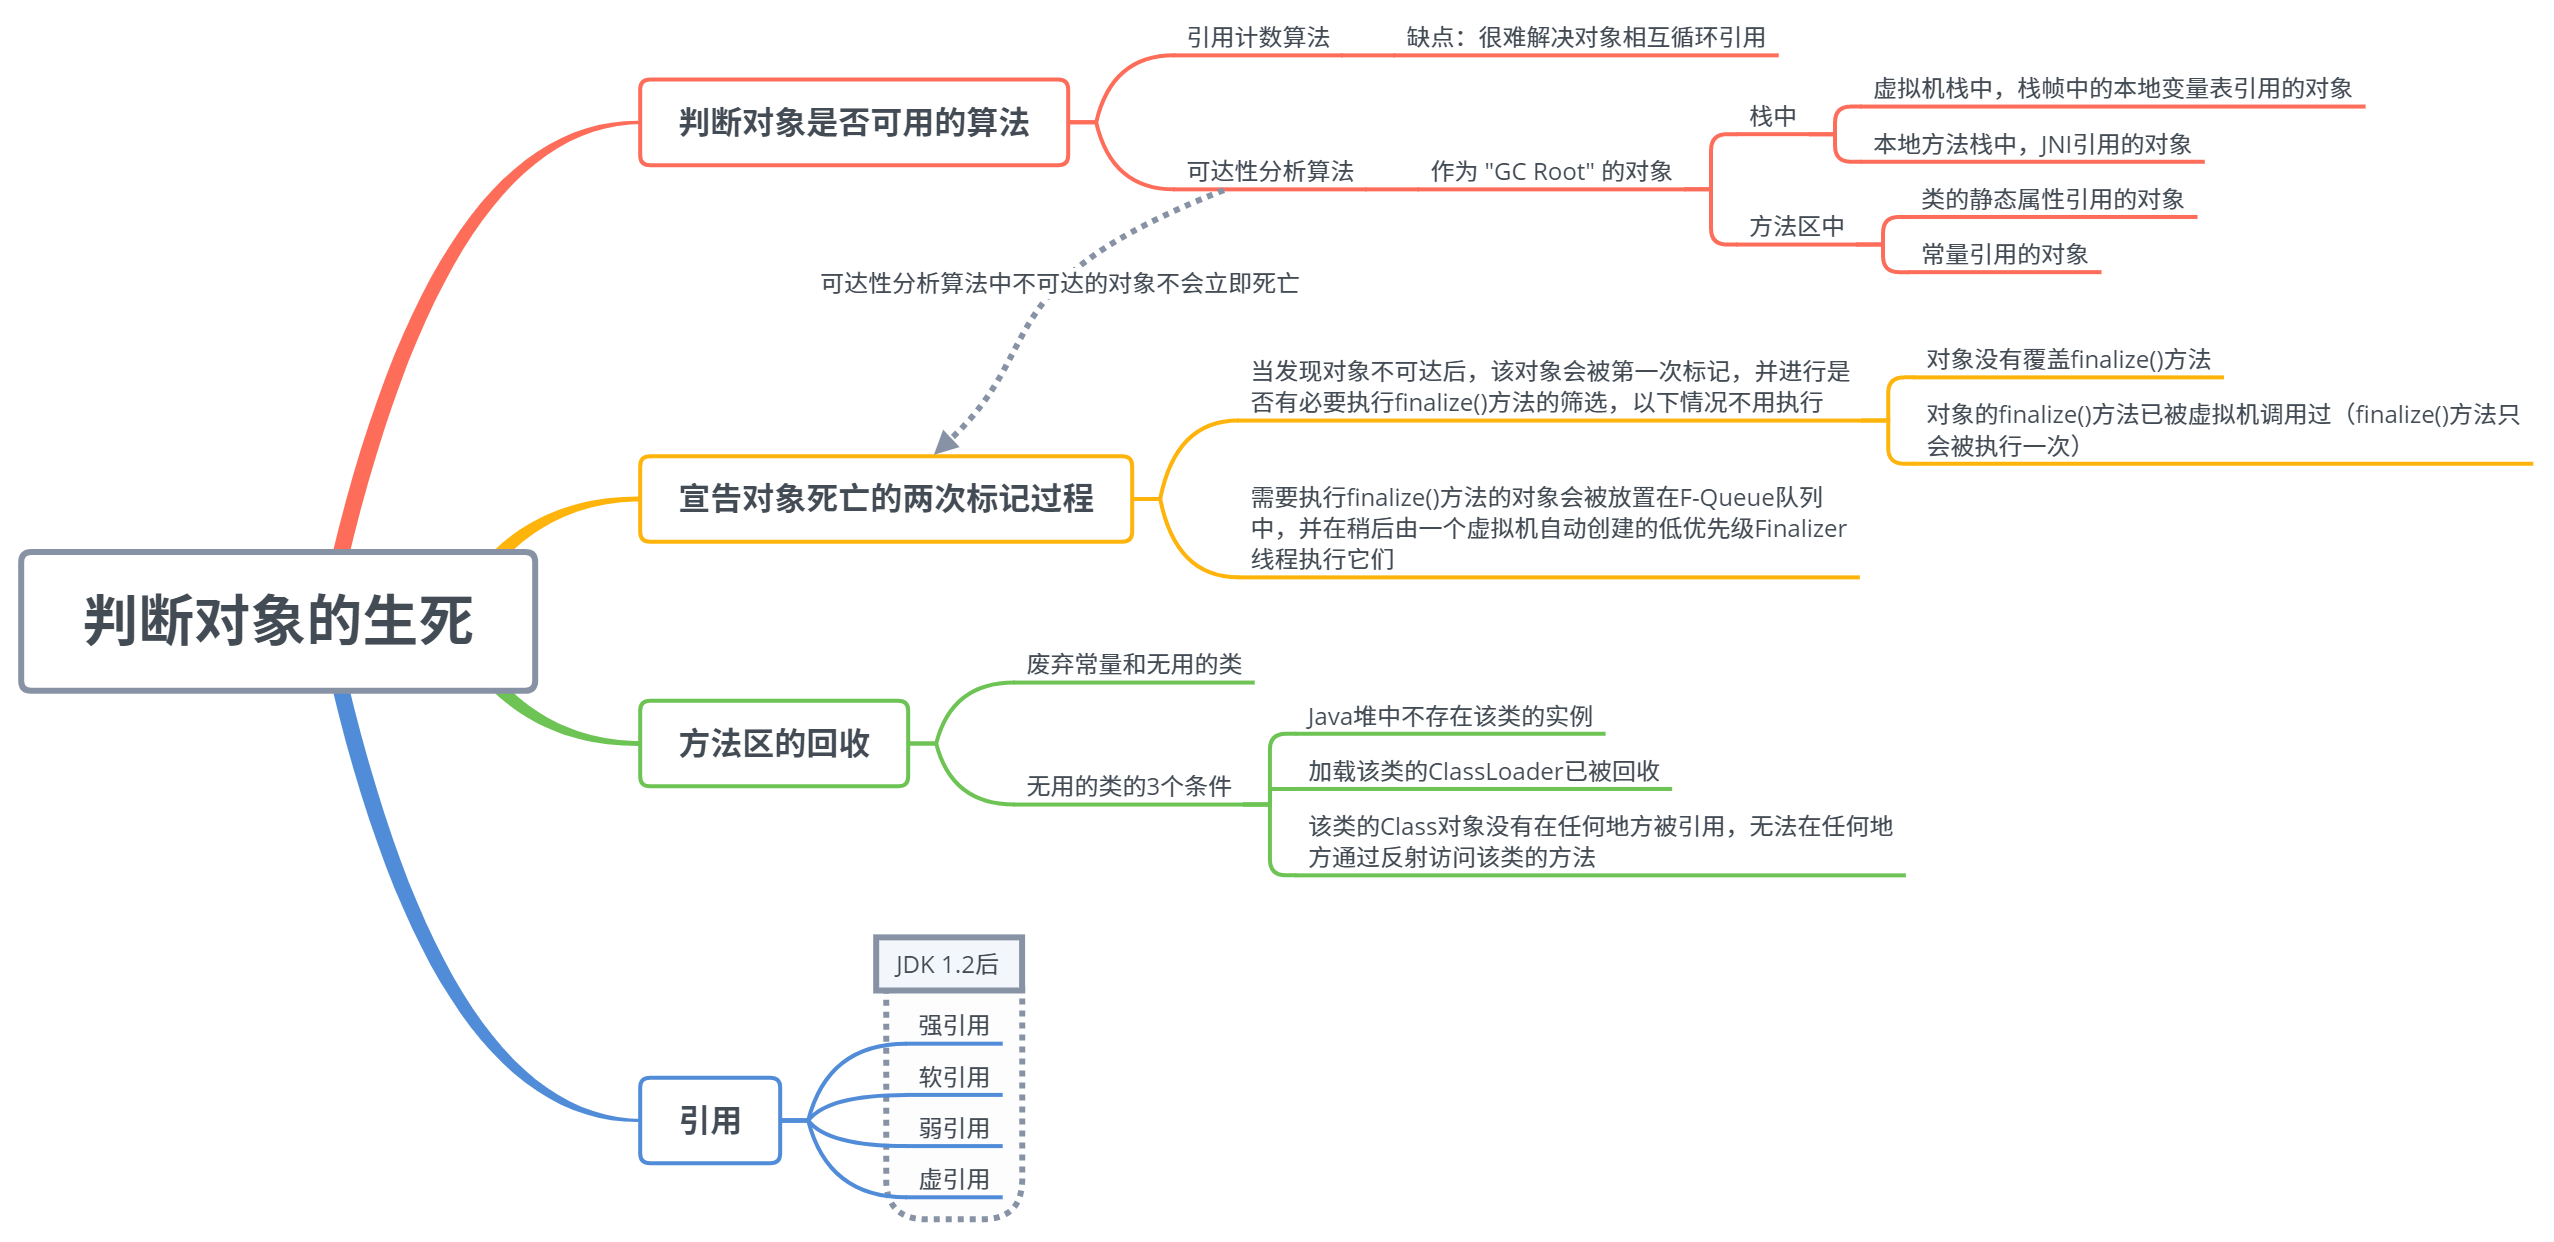 判断对象的生死
判断对象是否可用的算法
引用计数算法
缺点：很难解决对象相互循环引用
可达性分析算法
作为 "GC Root" 的对象
栈中
虚拟机栈中，栈帧中的本地变量表引用的对象
本地方法栈中，JNI引用的对象
方法区中
类的静态属性引用的对象
常量引用的对象
可达性分析算法中不可达的对象不会立即死亡
宣告对象死亡的两次标记过程
当发现对象不可达后，该对象会被第一次标记，并进行是
否有必要执行finalize()方法的筛选，以下情况不用执行
对象没有覆盖finalize()方法
对象的finalize()方法已被虚拟机调用过（finalize()方法只
会被执行一次）
需要执行finalize()方法的对象会被放置在F-Queue队列
中，并在稍后由一个虚拟机自动创建的低优先级Finalizer
线程执行它们
方法区的回收
废弃常量和无用的类
无用的类的3个条件
Java堆中不存在该类的实例
加载该类的ClassLoader已被回收
该类的Class对象没有在任何地方被引用，无法在任何地
方通过反射访问该类的方法
引用
JDK 1.2后
强引用
软引用
弱引用
虚引用